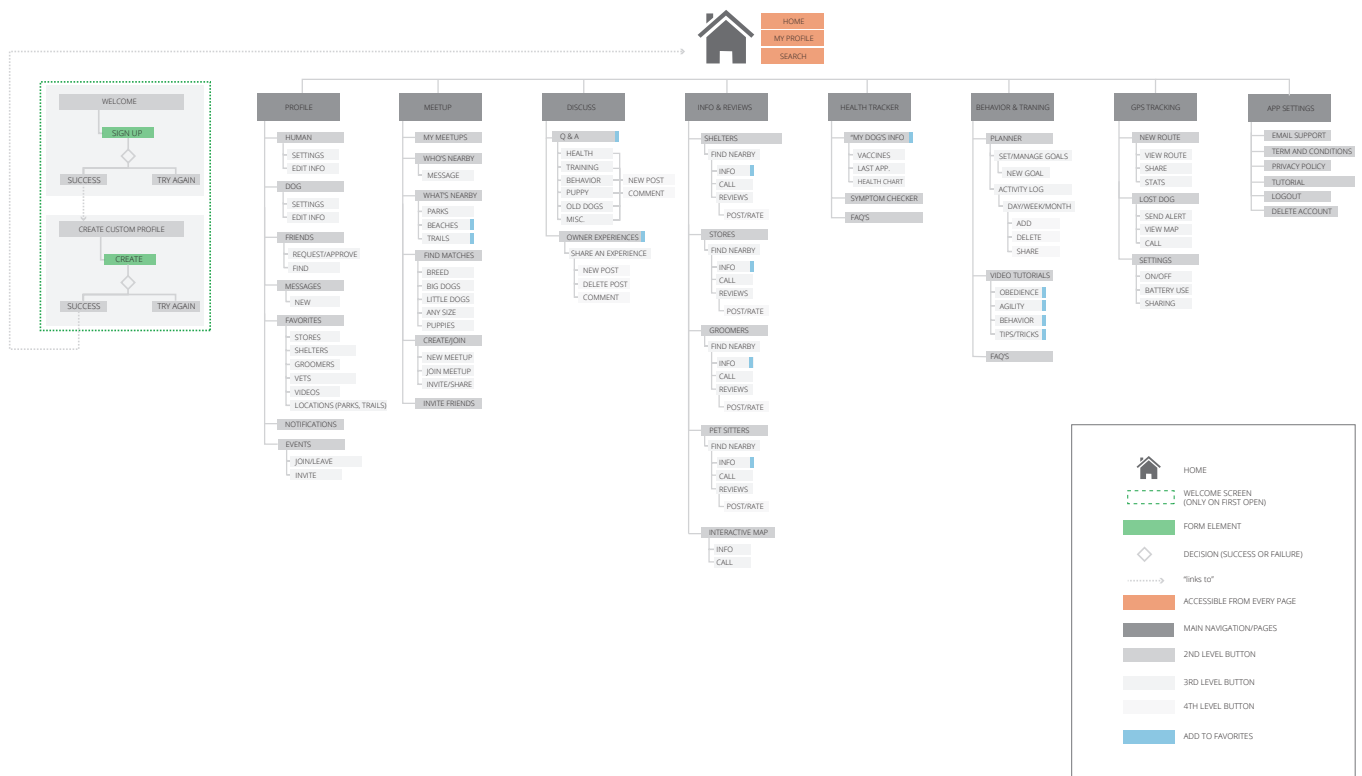 HOME
MY PROFILE
SEARCH
WELCOME
SIGN UP
SUCCESS
TRY AGAIN
CREATE CUSTOM PROFILE
CREATE
SUCCESS
TRY AGAIN
PROFILE
HUMAN
SETTINGS
EDIT INFO
DOG
SETTINGS
EDIT INFO
FRIENDS
REQUEST/APPROVE
FIND
MESSAGES
NEW
FAVORITES
STORES
SHELTERS
GROOMERS
VETS
VIDEOS
LOCATIONS (PARKS, TRAILS)
NOTIFICATIONS
EVENTS
JOIN/LEAVE
INVITE
MEETUP
MY MEETUPS
WHO'S NEARBY
MESSAGE
WHAT'S NEARBY
PARKS
BEACHES
TRAILS
FIND MATCHES
BREED
BIG DOGS
LITTLE DOGS
ANY SIZE
PUPPIES
CREATE/JOIN
NEW MEETUP
JOIN MEETUP
INVITE/SHARE
INVITE FRIENDS
DISCUSS
Q & A
HEALTH
TRAINING
BEHAVIOR
PUPPY
OLD DOGS
MISC.
NEW POST
COMMENT
OWNER EXPERIENCES
SHARE AN EXPERIENCE
NEW POST
DELETE POST
COMMENT
INFO & REVIEWS
SHELTERS
FIND NEARBY
INFO
CALL
REVIEWS
POST/RATE
STORES
FIND NEARBY
INFO
CALL
REVIEWS
POST/RATE
GROOMERS
FIND NEARBY
INFO
CALL
REVIEWS
POST/RATE
PET SITTERS
FIND NEARBY
INFO
CALL
REVIEWS
POST/RATE
INTERACTIVE MAP
INFO
CALL
HEALTH TRACKER
"MY DOG'S INFO
VACCINES
LAST APP.
HEALTH CHART
SYMPTOM CHECKER
FAQ'S
BEHAVIOR & TRANING
PLANNER
SET/MANAGE GOALS
NEW GOAL
ACTIVITY LOG
DAY/WEEK/MONTH
ADD
DELETE
SHARE
VIDEO TUTORIALS
OBEDIENCE
AGILITY
BEHAVIOR
TIPS/TRICKS
FAQ'S
GPS TRACKING
NEW ROUTE
VIEW ROUTE
SHARE
STATS
LOST DOG
SEND ALERT
VIEW MAP
CALL
SETTINGS
ON/OFF
BATTERY USE
SHARING
APP SETTINGS
EMAIL SUPPORT
TERM AND CONDITIONS
PRIVACY POLICY
TUTORIAL
LOGOUT
DELETE ACCOUNT
HOME
WELCOME SCREEN
(ONLY ON FIRST OPEN)
FORM ELEMENT
DECISION (SUCCESS OR FAILURE)
"links to"
ACCESSIBLE FROM EVERY PAGE
MAIN NAVIGATION/PAGES
2ND LEVEL BUTTON
3RD LEVEL BUTTON
4TH LEVEL BUTTON
ADD TO FAVORITES